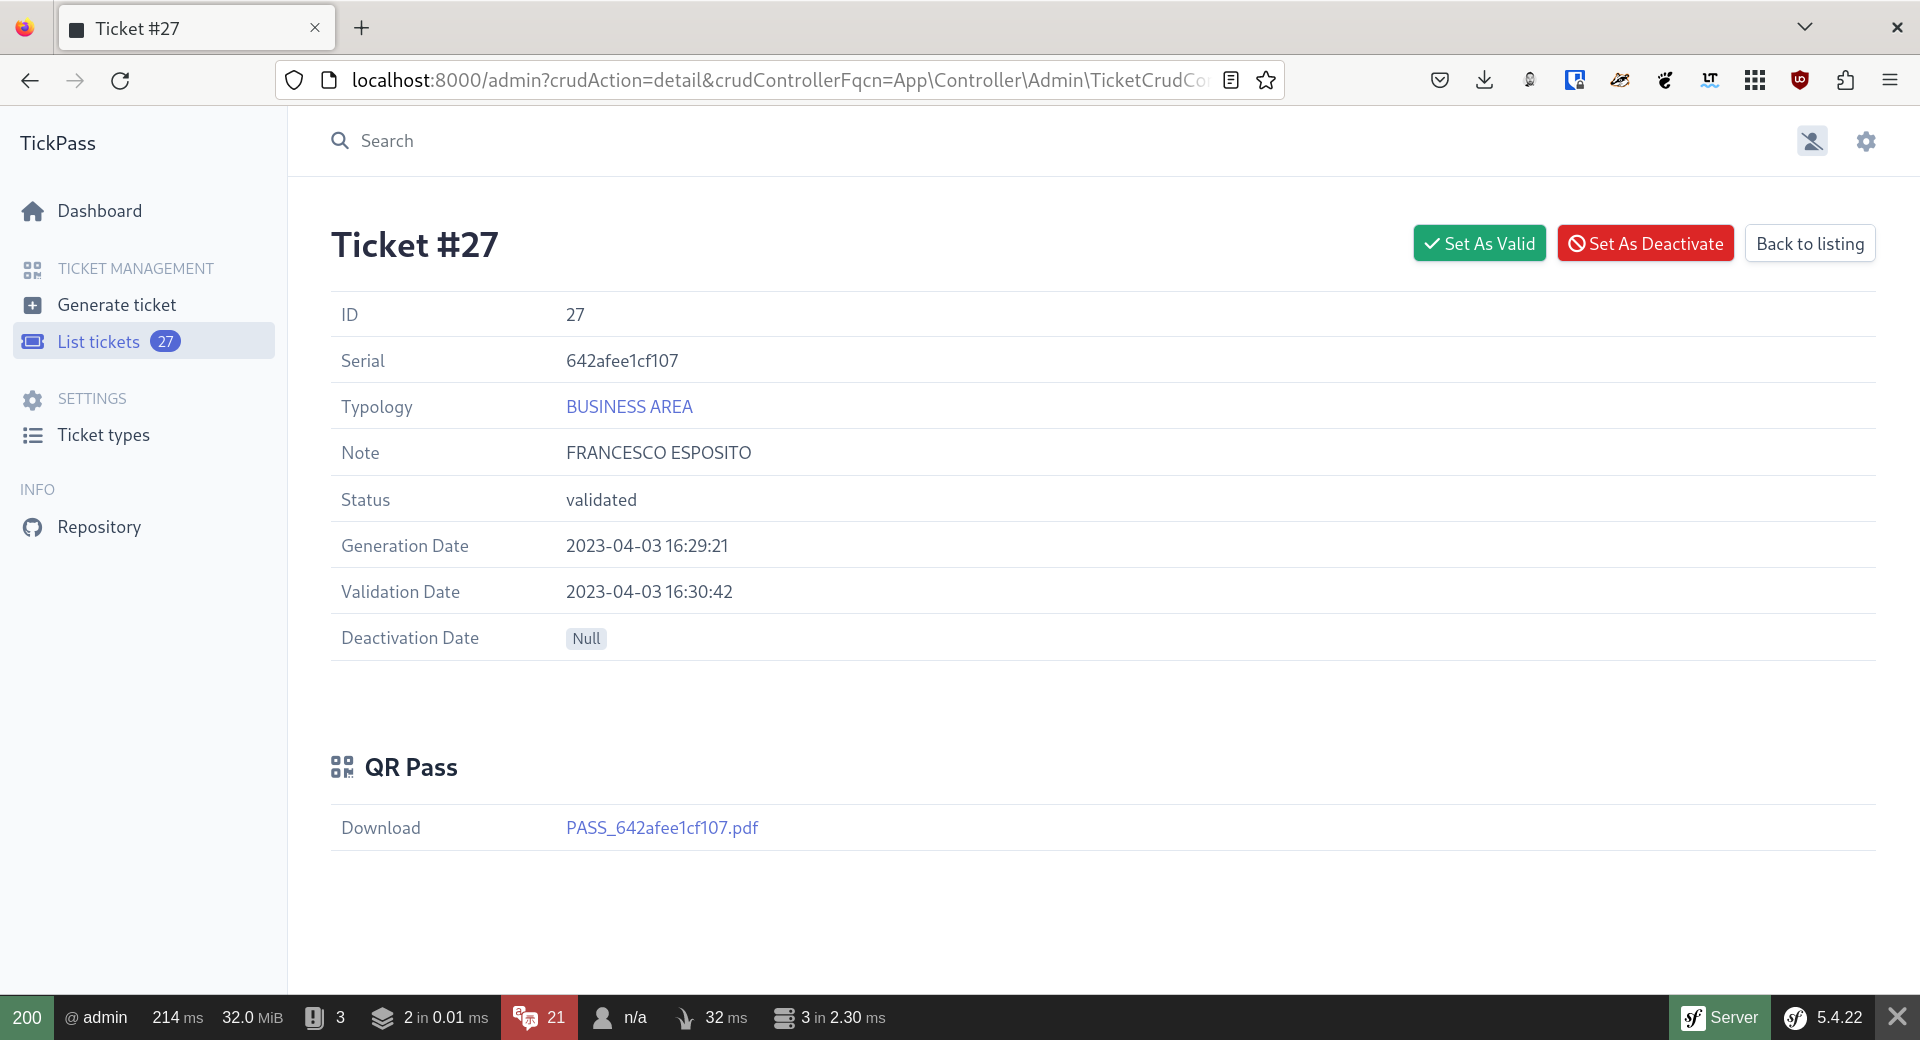 Ticket #27
localhost:8000/admin?crudAction=detail&crudControllerFqcn=App\Controller\Admin\TicketCrudCo
TickPass
Search
Dashboard
TICKET MANAGEMENT
Generate ticket
List tickets 27
SETTINGS
Ticket types
INFO
Repository
Ticket #27
Set As Valid
Set As Deactivate
Back to listing
ID 27
Serial 642afee1cf107
Typology BUSINESS AREA
Note FRANCESCO ESPOSITO
Status validated
Generation Date 2023-04-03 16:29:21
Validation Date 2023-04-03 16:30:42
Deactivation Date Null
QR Pass
Download PASS_642afee1cf107.pdf
200 @ admin 214 ms 32.0 MiB 3 2 in 0.01 ms 21 n/a 32 ms 3 in 2.30 ms Server 5.4.22